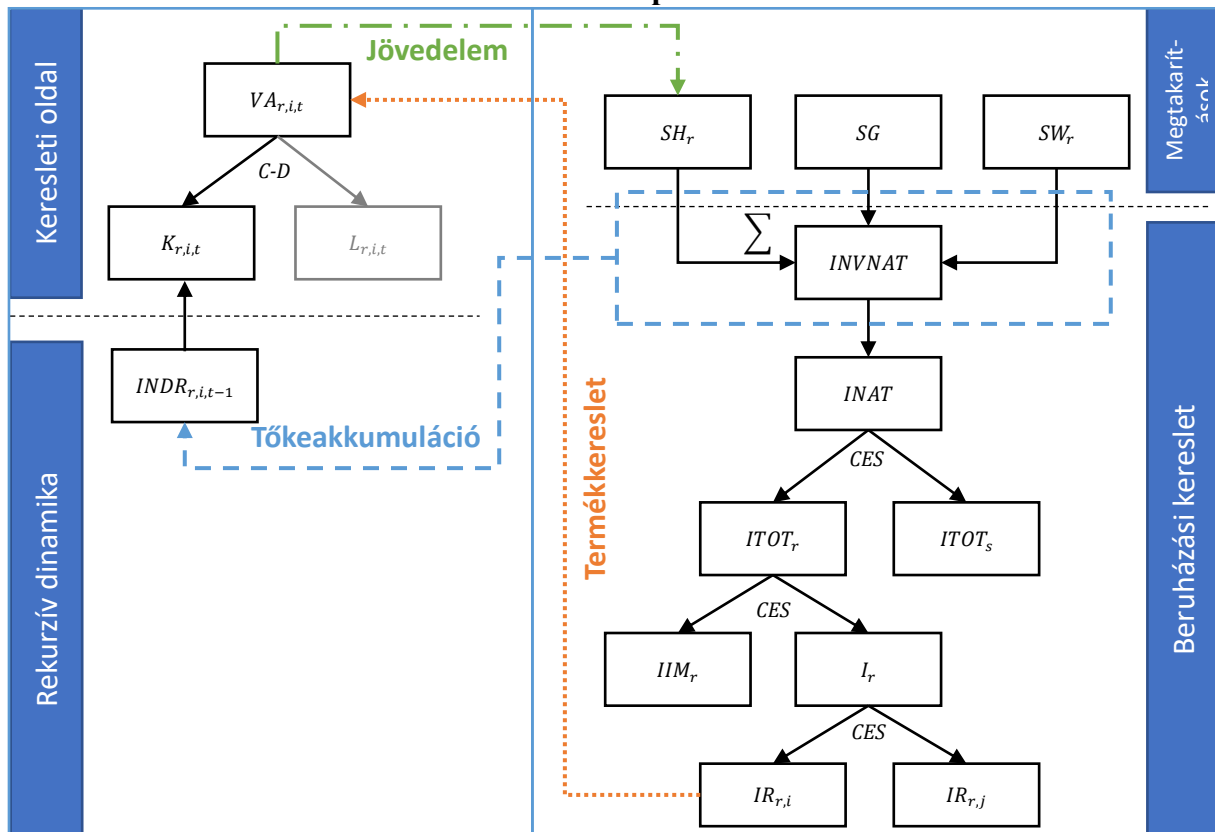 Keresleti oldal
Rekurzív dinamika
Jövedelem
VA_{r,i,t}
C-D
K_{r,i,t}
L_{r,i,t}
INDR_{r,i,t−1}
Tőkeakkumuláció
Termékkereslet
SH_r
SG
SW_r
∑
INVNAT
INAT
CES
ITOT_r
ITOT_s
CES
IIM_r
I_r
CES
IR_{r,i}
IR_{r,j}
Megtakarít-
ások
Beruházási kereslet